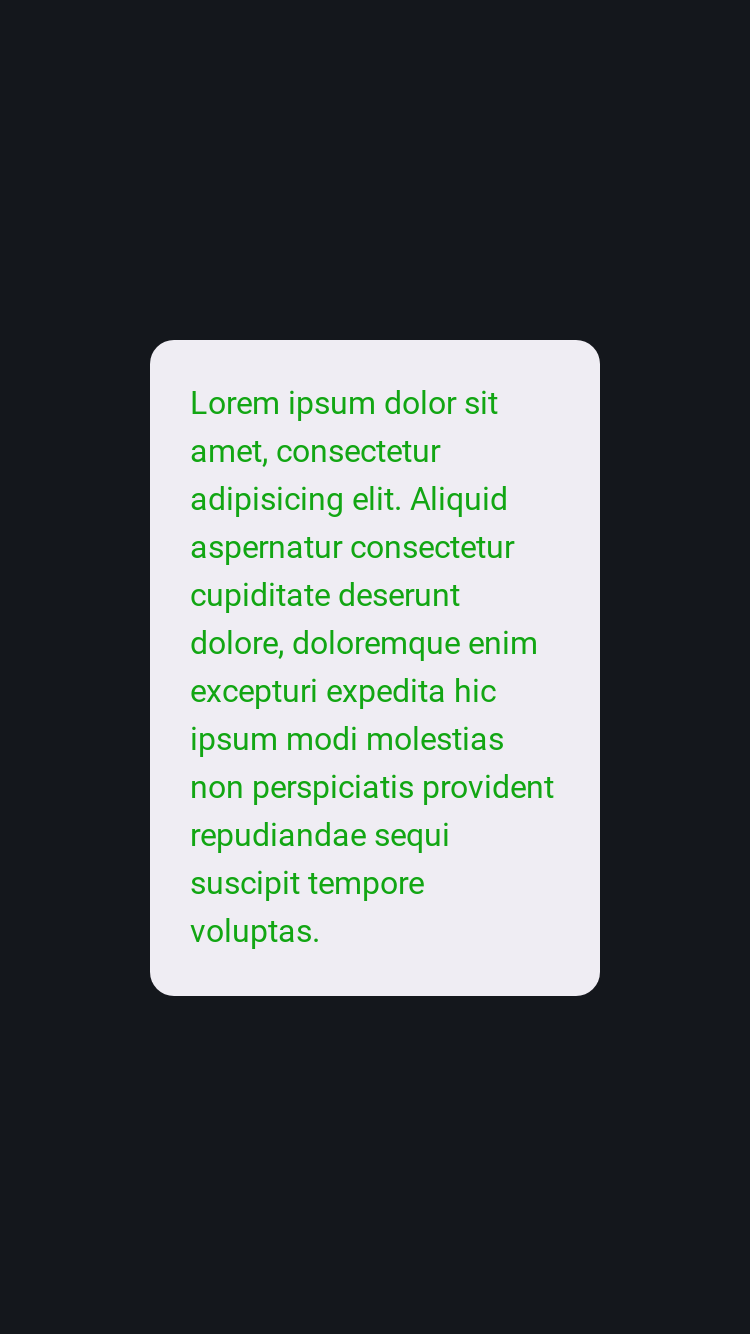 Lorem ipsum dolor sit
amet, consectetur
adipisicing elit. Aliquid
aspernatur consectetur
cupiditate deserunt
dolore, doloremque enim
excepturi expedita hic
ipsum modi molestias
non perspiciatis provident
repudiandae sequi
suscipit tempore
voluptas.